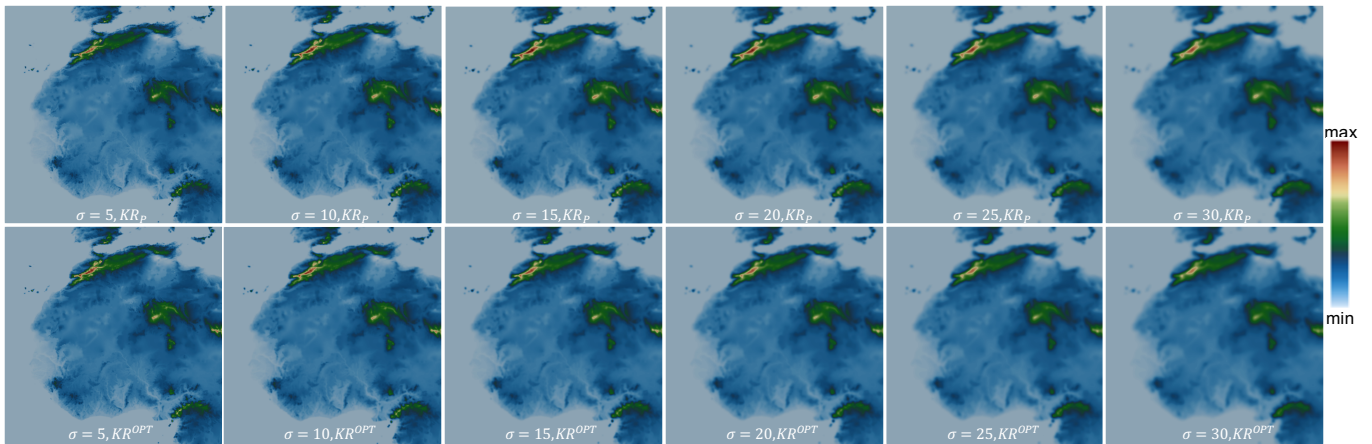 σ = 5, KR_P
σ = 10, KR_P
σ = 15, KR_P
σ = 20, KR_P
σ = 25, KR_P
σ = 30, KR_P
max
min
σ = 5, KR^OPT
σ = 10, KR^OPT
σ = 15, KR^OPT
σ = 20, KR^OPT
σ = 25, KR^OPT
σ = 30, KR^OPT